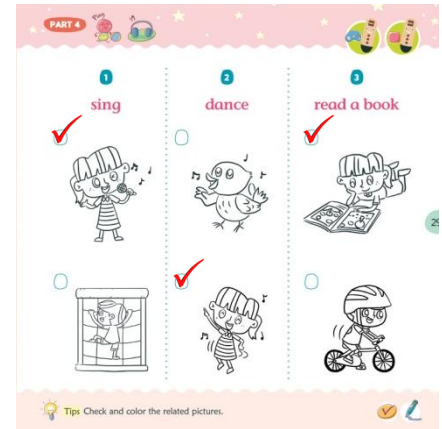 PART 4
1
sing
2
dance
3
read a book
Tips Check and color the related pictures.